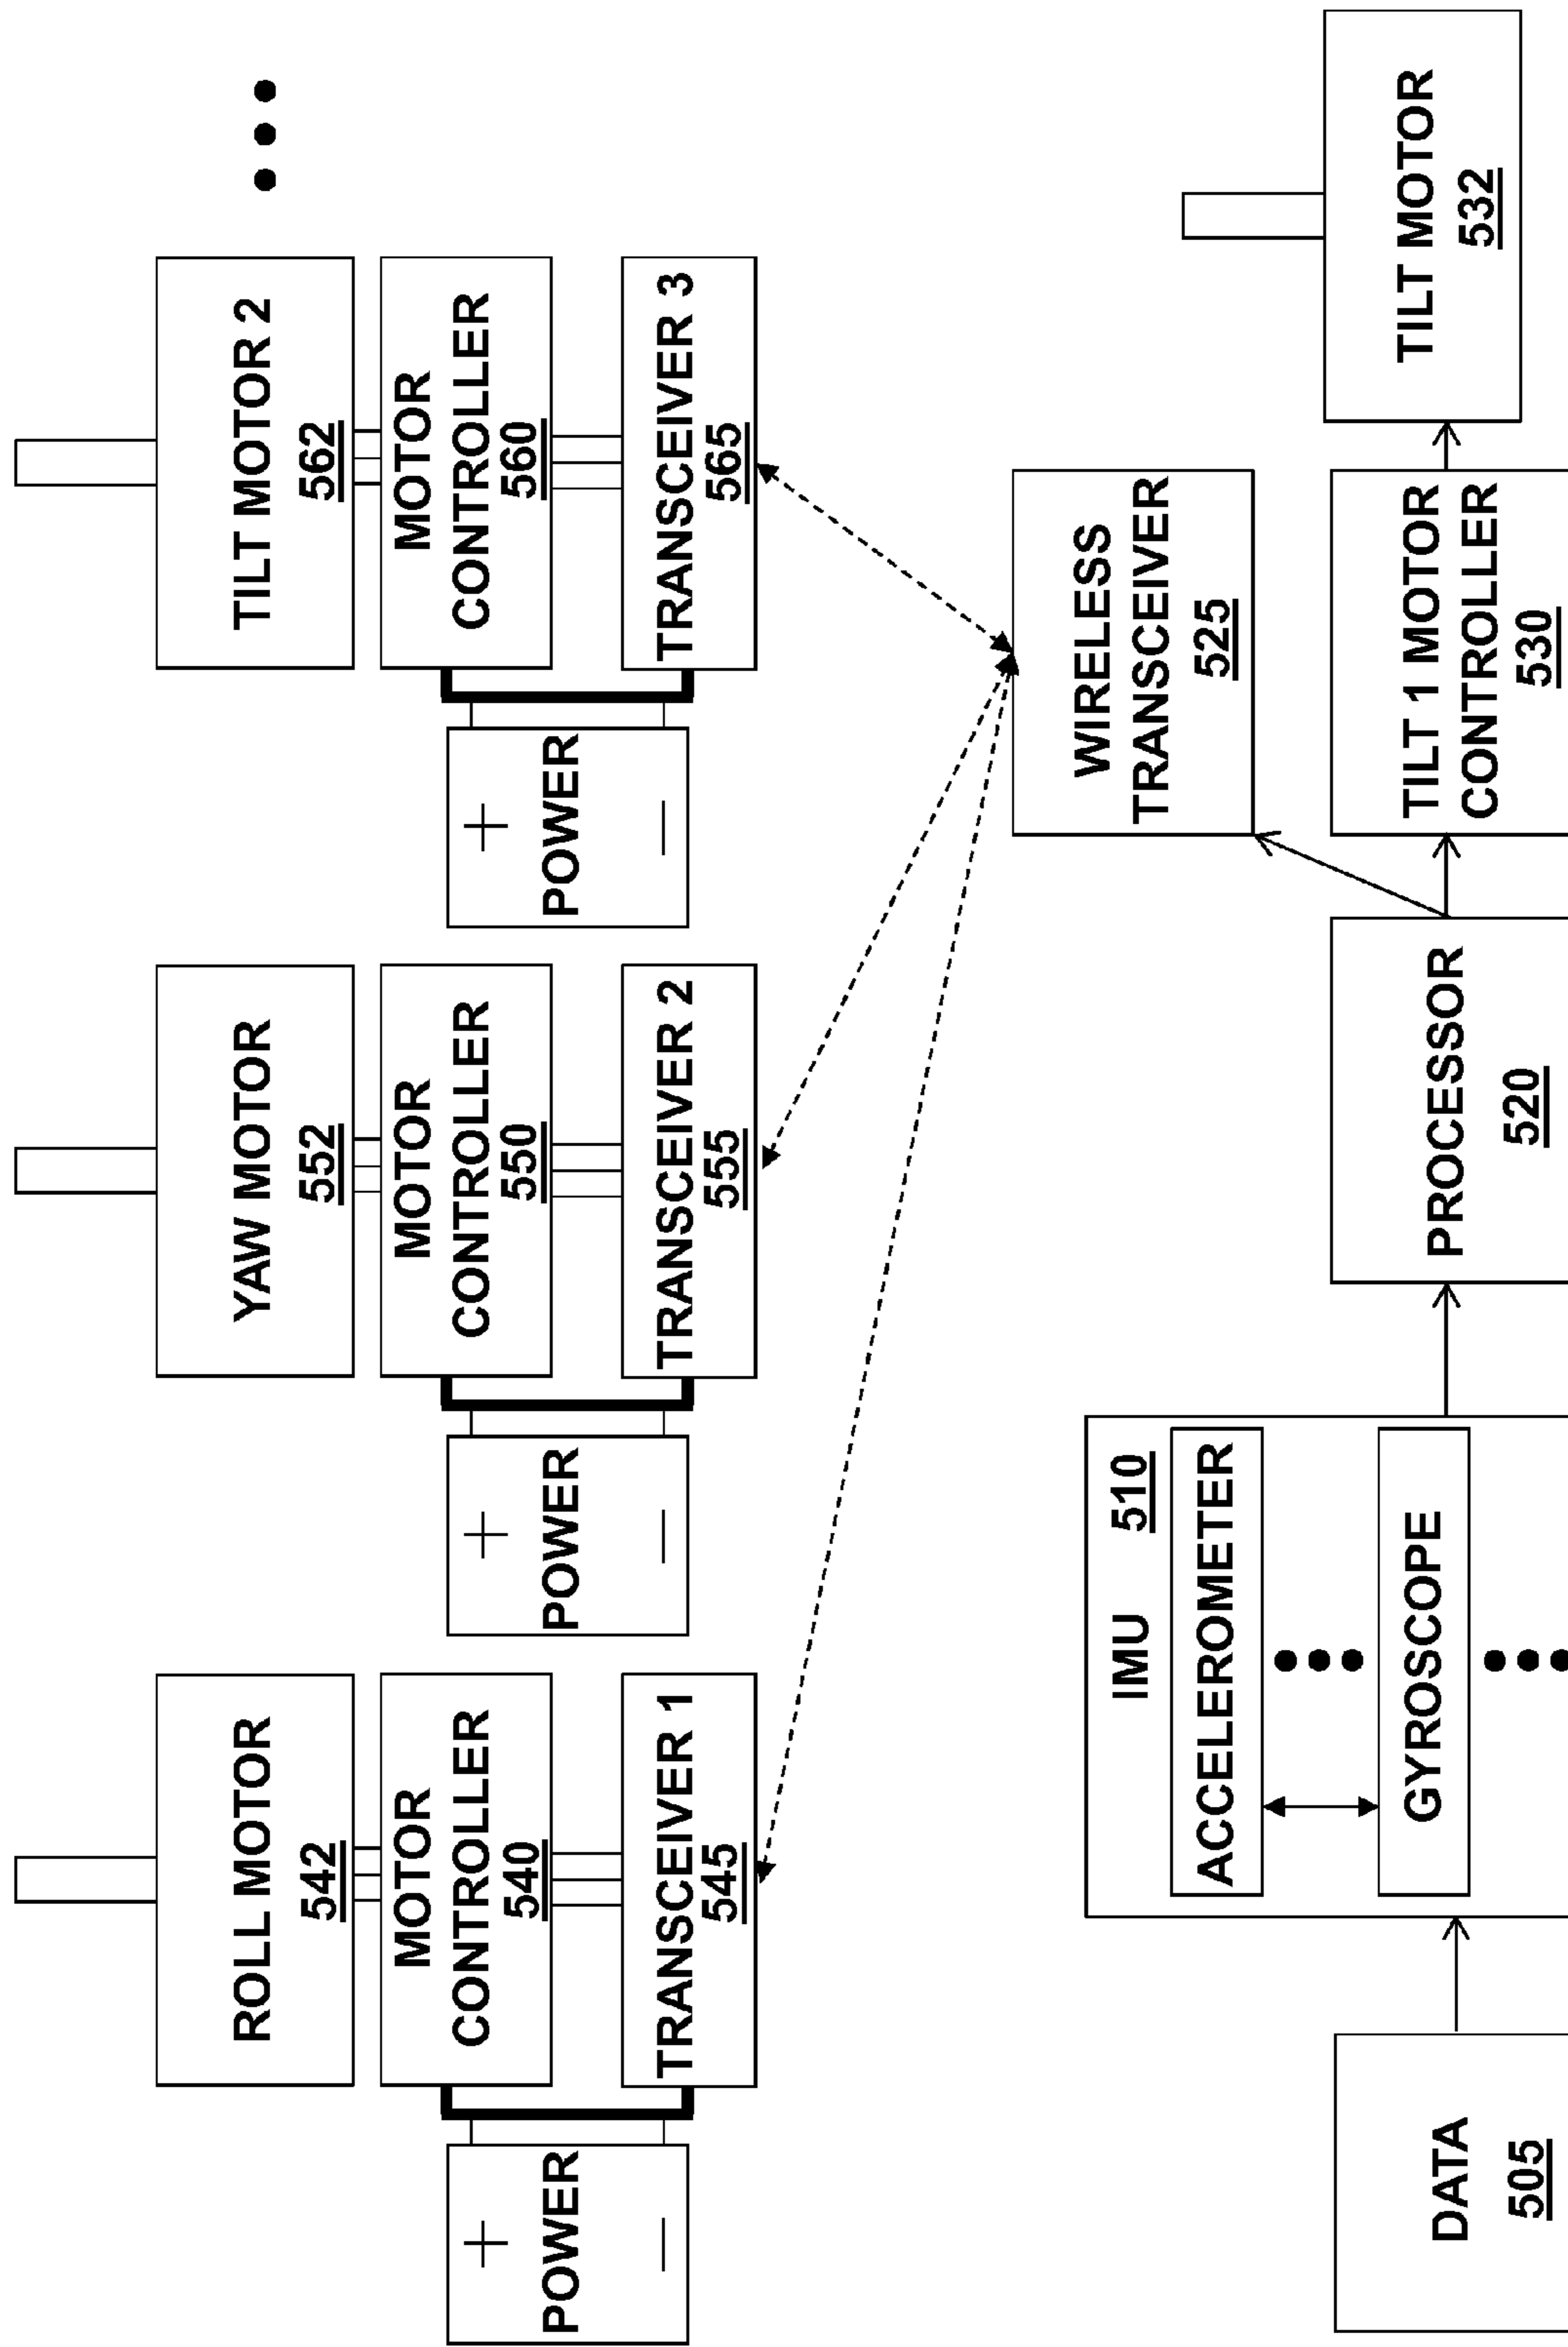 ROLL MOTOR
542
MOTOR
CONTROLLER
540
TRANSCEIVER 1
545
+
POWER
–
YAW MOTOR
552
MOTOR
CONTROLLER
550
TRANSCEIVER 2
555
+
POWER
–
TILT MOTOR 2
562
MOTOR
CONTROLLER
560
TRANSCEIVER 3
565
+
POWER
–
WIRELESS
TRANSCEIVER
525
DATA
505
IMU 510
ACCELEROMETER
GYROSCOPE
PROCESSOR
520
TILT 1 MOTOR
CONTROLLER
530
TILT MOTOR
532